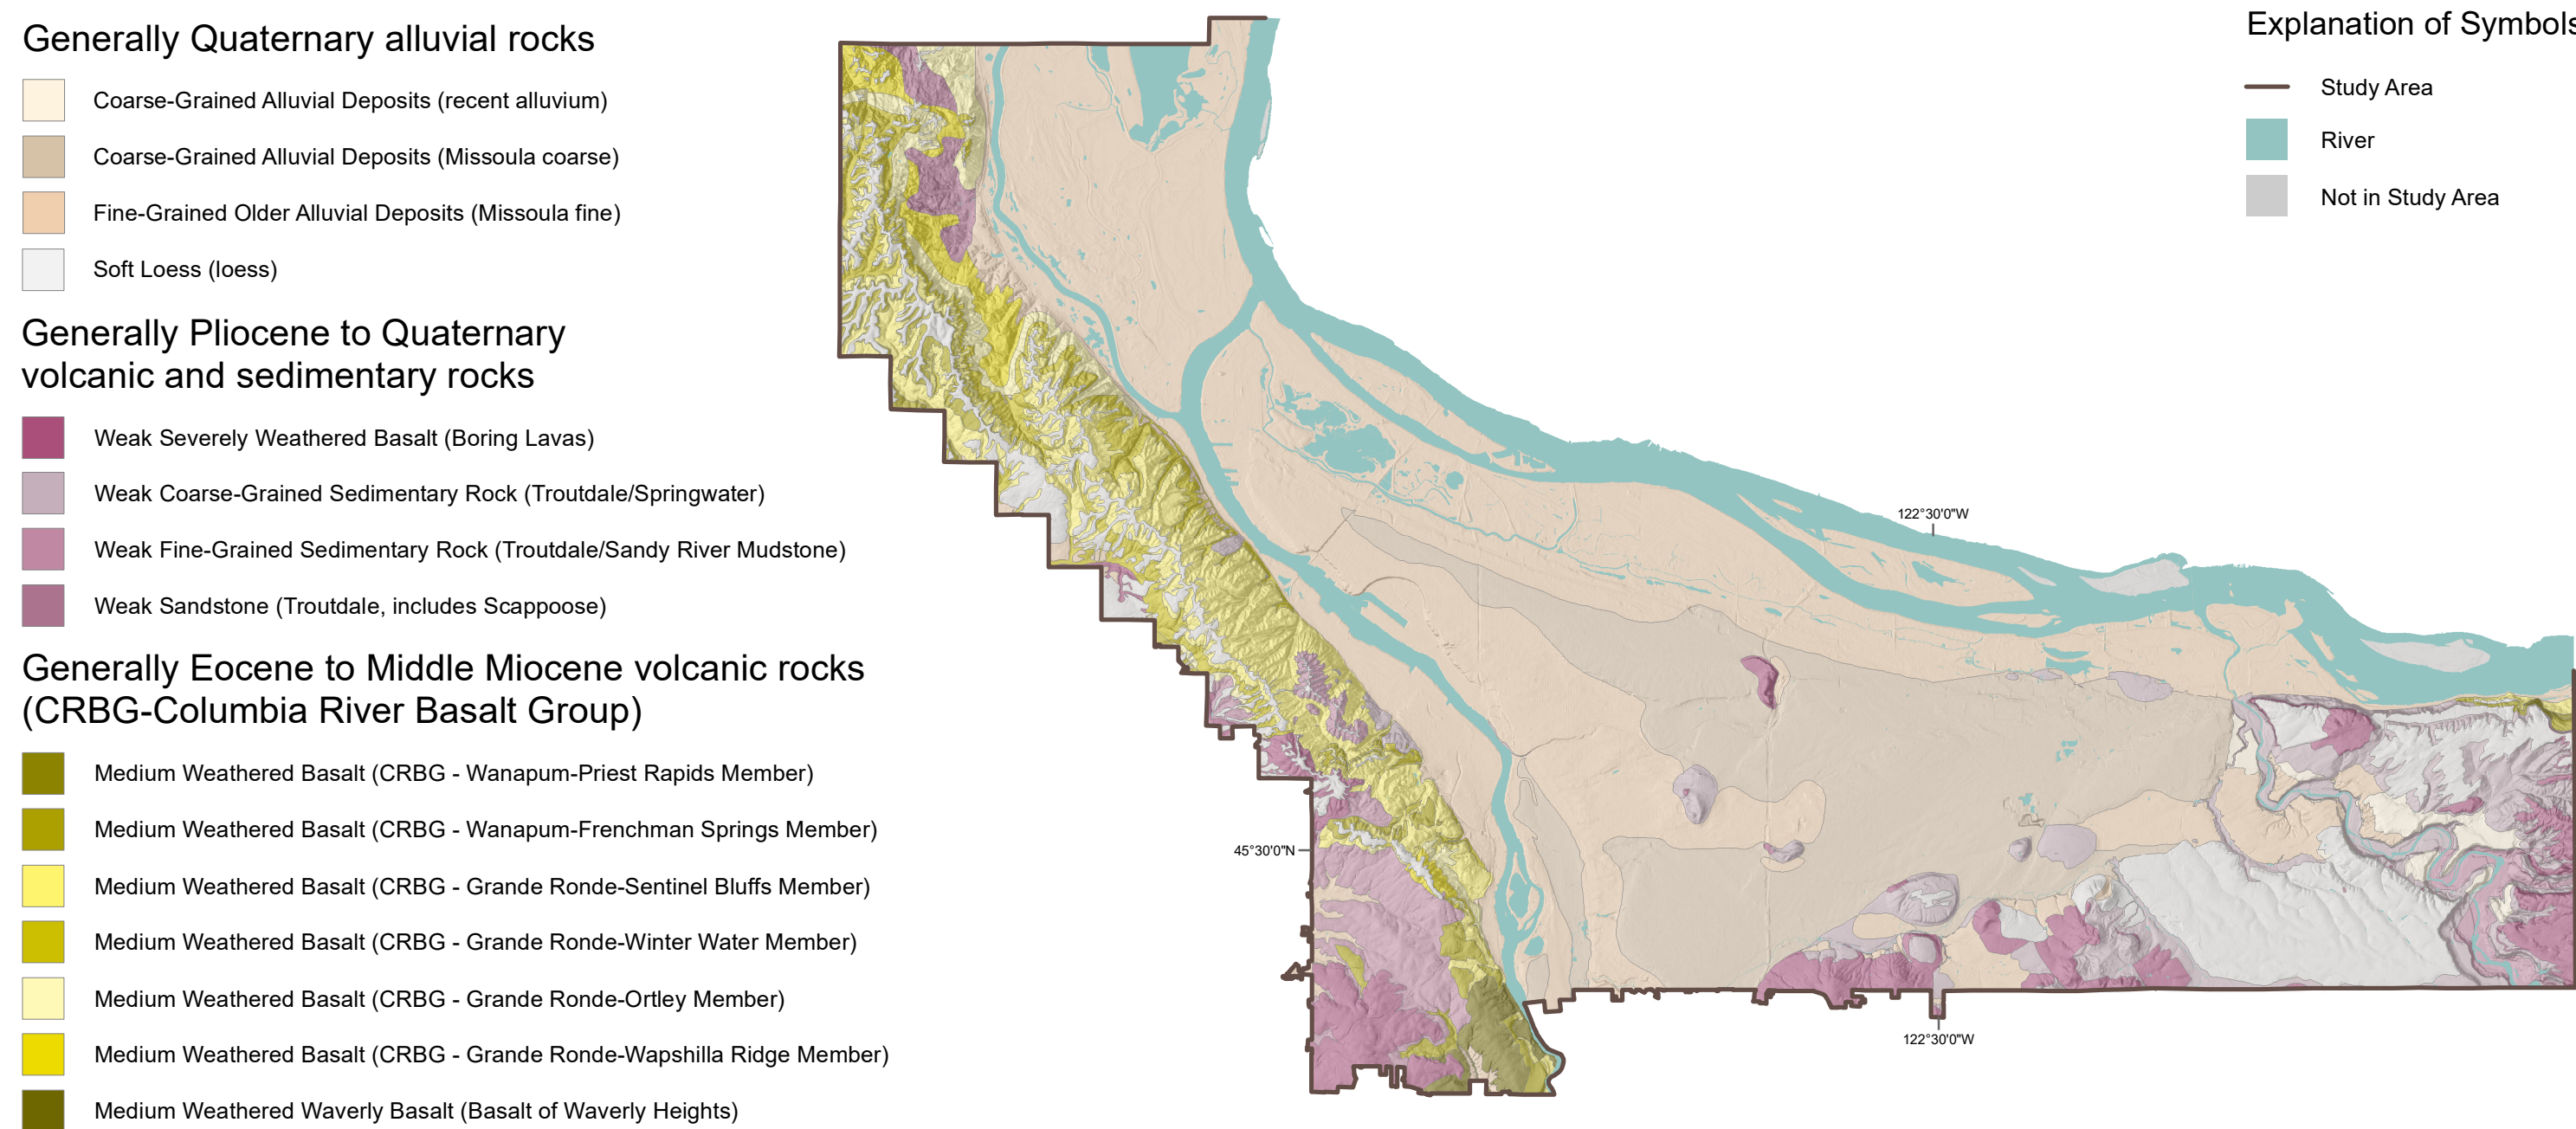 Generally Quaternary alluvial rocks
Coarse-Grained Alluvial Deposits (recent alluvium)
Coarse-Grained Alluvial Deposits (Missoula coarse)
Fine-Grained Older Alluvial Deposits (Missoula fine)
Soft Loess (loess)
Generally Pliocene to Quaternary
volcanic and sedimentary rocks
Weak Severely Weathered Basalt (Boring Lavas)
Weak Coarse-Grained Sedimentary Rock (Troutdale/Springwater)
Weak Fine-Grained Sedimentary Rock (Troutdale/Sandy River Mudstone)
Weak Sandstone (Troutdale, includes Scappoose)
Generally Eocene to Middle Miocene volcanic rocks
(CRBG-Columbia River Basalt Group)
Medium Weathered Basalt (CRBG - Wanapum-Priest Rapids Member)
Medium Weathered Basalt (CRBG - Wanapum-Frenchman Springs Member)
Medium Weathered Basalt (CRBG - Grande Ronde-Sentinel Bluffs Member)
Medium Weathered Basalt (CRBG - Grande Ronde-Winter Water Member)
Medium Weathered Basalt (CRBG - Grande Ronde-Ortley Member)
Medium Weathered Basalt (CRBG - Grande Ronde-Wapshilla Ridge Member)
Medium Weathered Waverly Basalt (Basalt of Waverly Heights)
Explanation of Symbols
Study Area
River
Not in Study Area
122°30'0"W
45°30'0"N
122°30'0"W